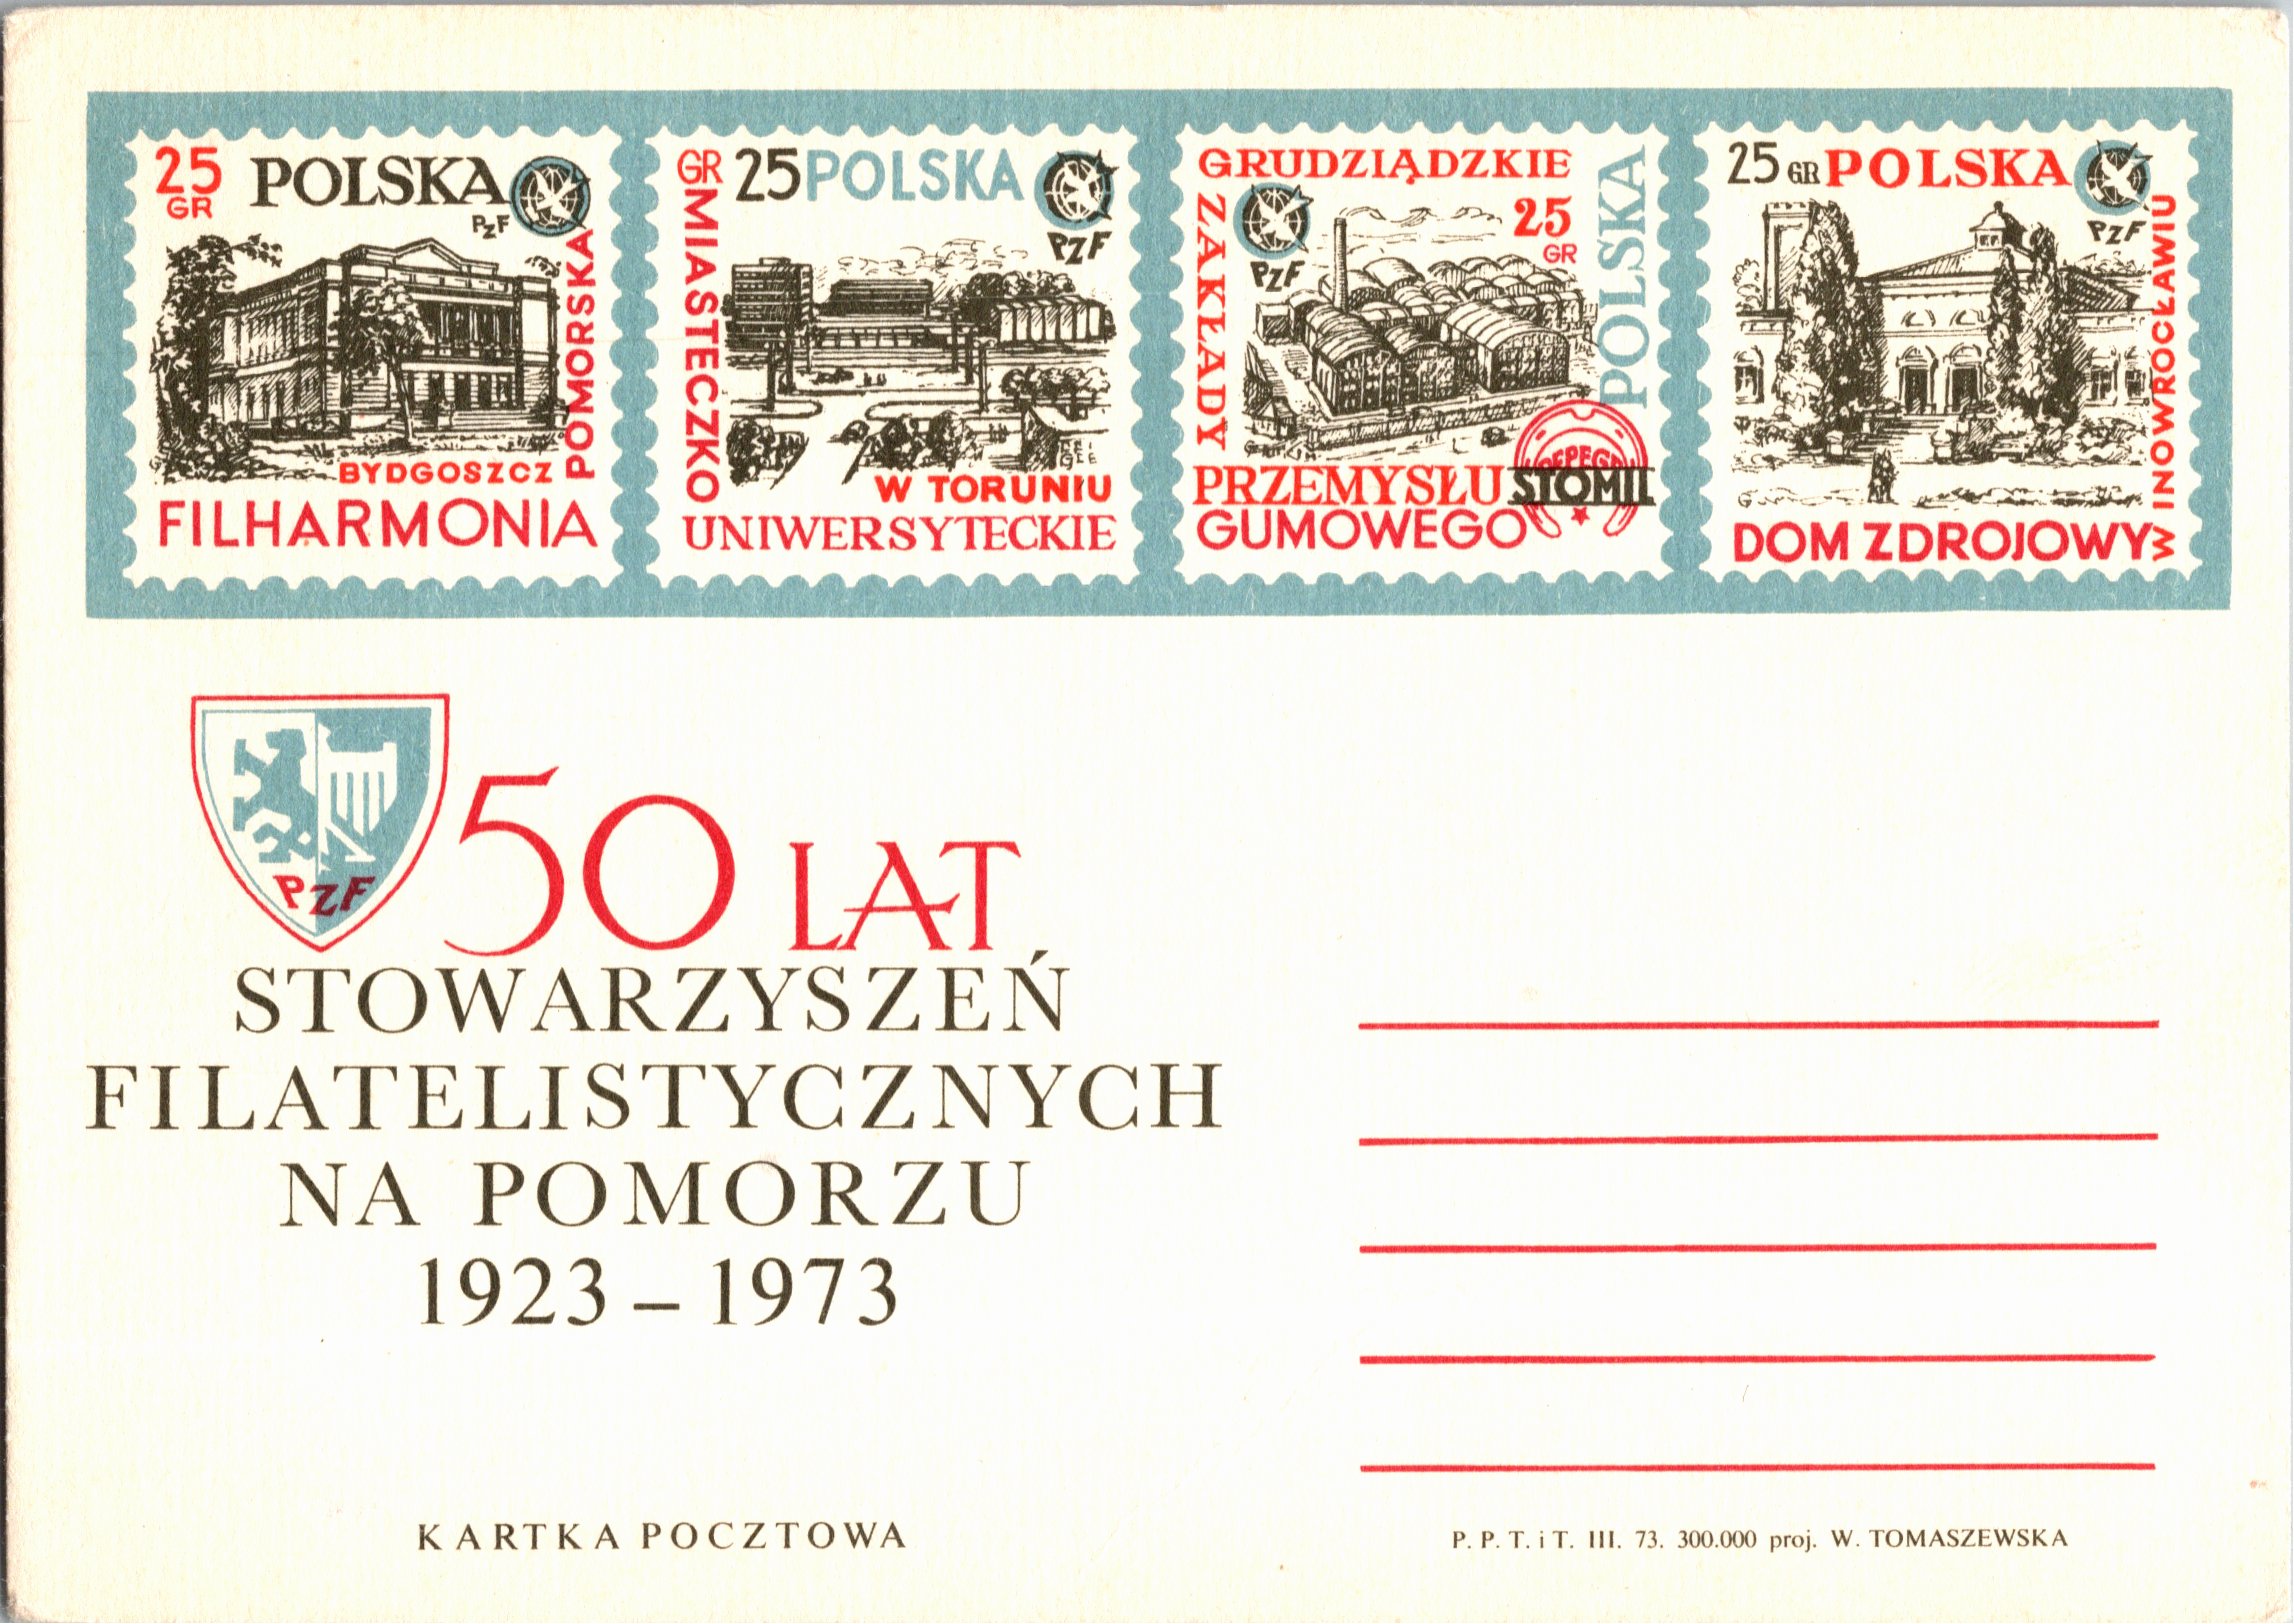 25 GR POLSKA
PZF
POMORSKA
BYDGOSZCZ
FILHARMONIA
GR 25 POLSKA
PZF
MIASTECZKO
W TORUNIU
UNIWERSYTECKIE
GRUDZIĄDZKIE
ZAKŁADY
PZF
25 GR
POLSKA
PEPEGE
PRZEMYSŁU STOMIL
GUMOWEGO
25 GR POLSKA
PZF
DOM ZDROJOWY
W INOWROCŁAWIU
PZF
50 LAT
STOWARZYSZEŃ
FILATELISTYCZNYCH
NA POMORZU
1923 – 1973
KARTKA POCZTOWA
P. P. T. i T. III. 73. 300.000 proj. W. TOMASZEWSKA